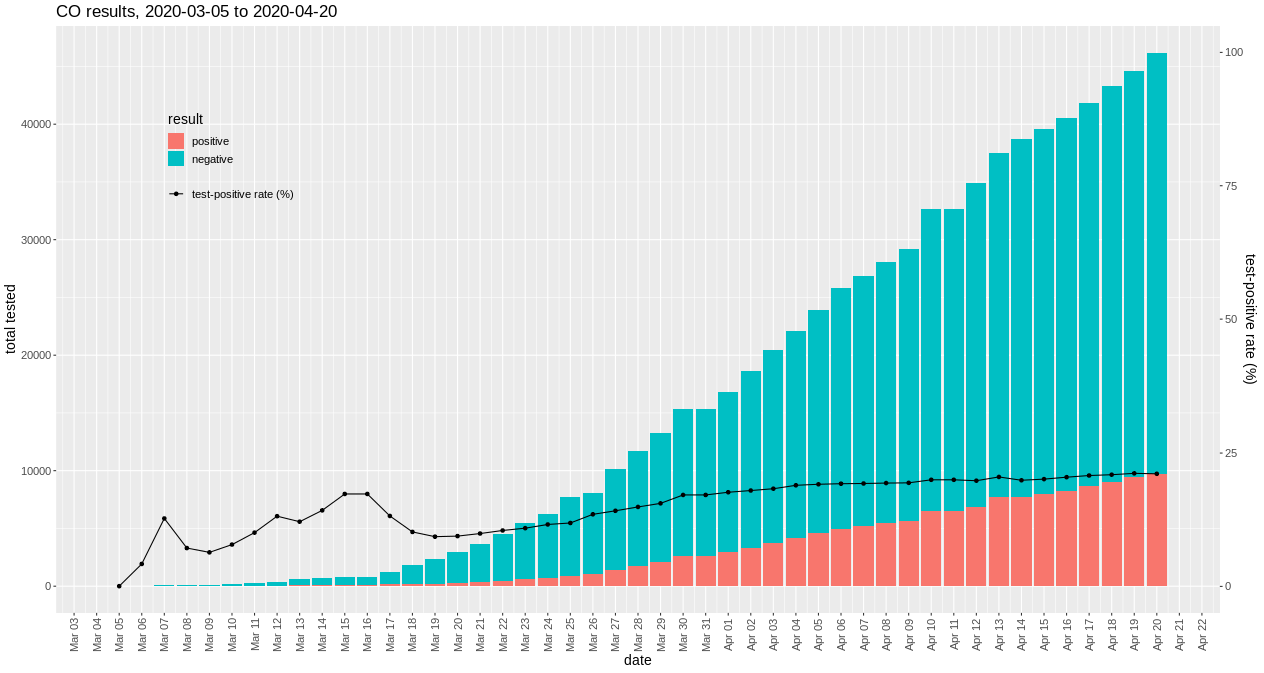 CO results, 2020-03-05 to 2020-04-20
total tested
40000
30000
20000
10000
0
result
positive
negative
test-positive rate (%)
100
75
50
25
0
test-positive rate (%)
Mar 03
Mar 04
Mar 05
Mar 06
Mar 07
Mar 08
Mar 09
Mar 10
Mar 11
Mar 12
Mar 13
Mar 14
Mar 15
Mar 16
Mar 17
Mar 18
Mar 19
Mar 20
Mar 21
Mar 22
Mar 23
Mar 24
Mar 25
Mar 26
Mar 27
Mar 28
Mar 29
Mar 30
Mar 31
Apr 01
Apr 02
Apr 03
Apr 04
Apr 05
Apr 06
Apr 07
Apr 08
Apr 09
Apr 10
Apr 11
Apr 12
Apr 13
Apr 14
Apr 15
Apr 16
Apr 17
Apr 18
Apr 19
Apr 20
Apr 21
Apr 22
date